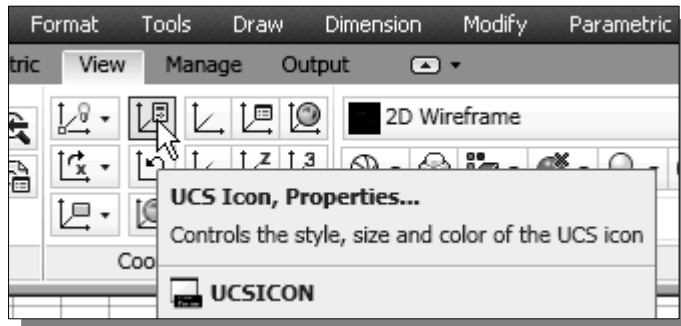 Format Tools Draw Dimension Modify Parametric
tric View Manage Output
2D Wireframe
UCS Icon, Properties...
Controls the style, size and color of the UCS icon
Coo
UCSICON